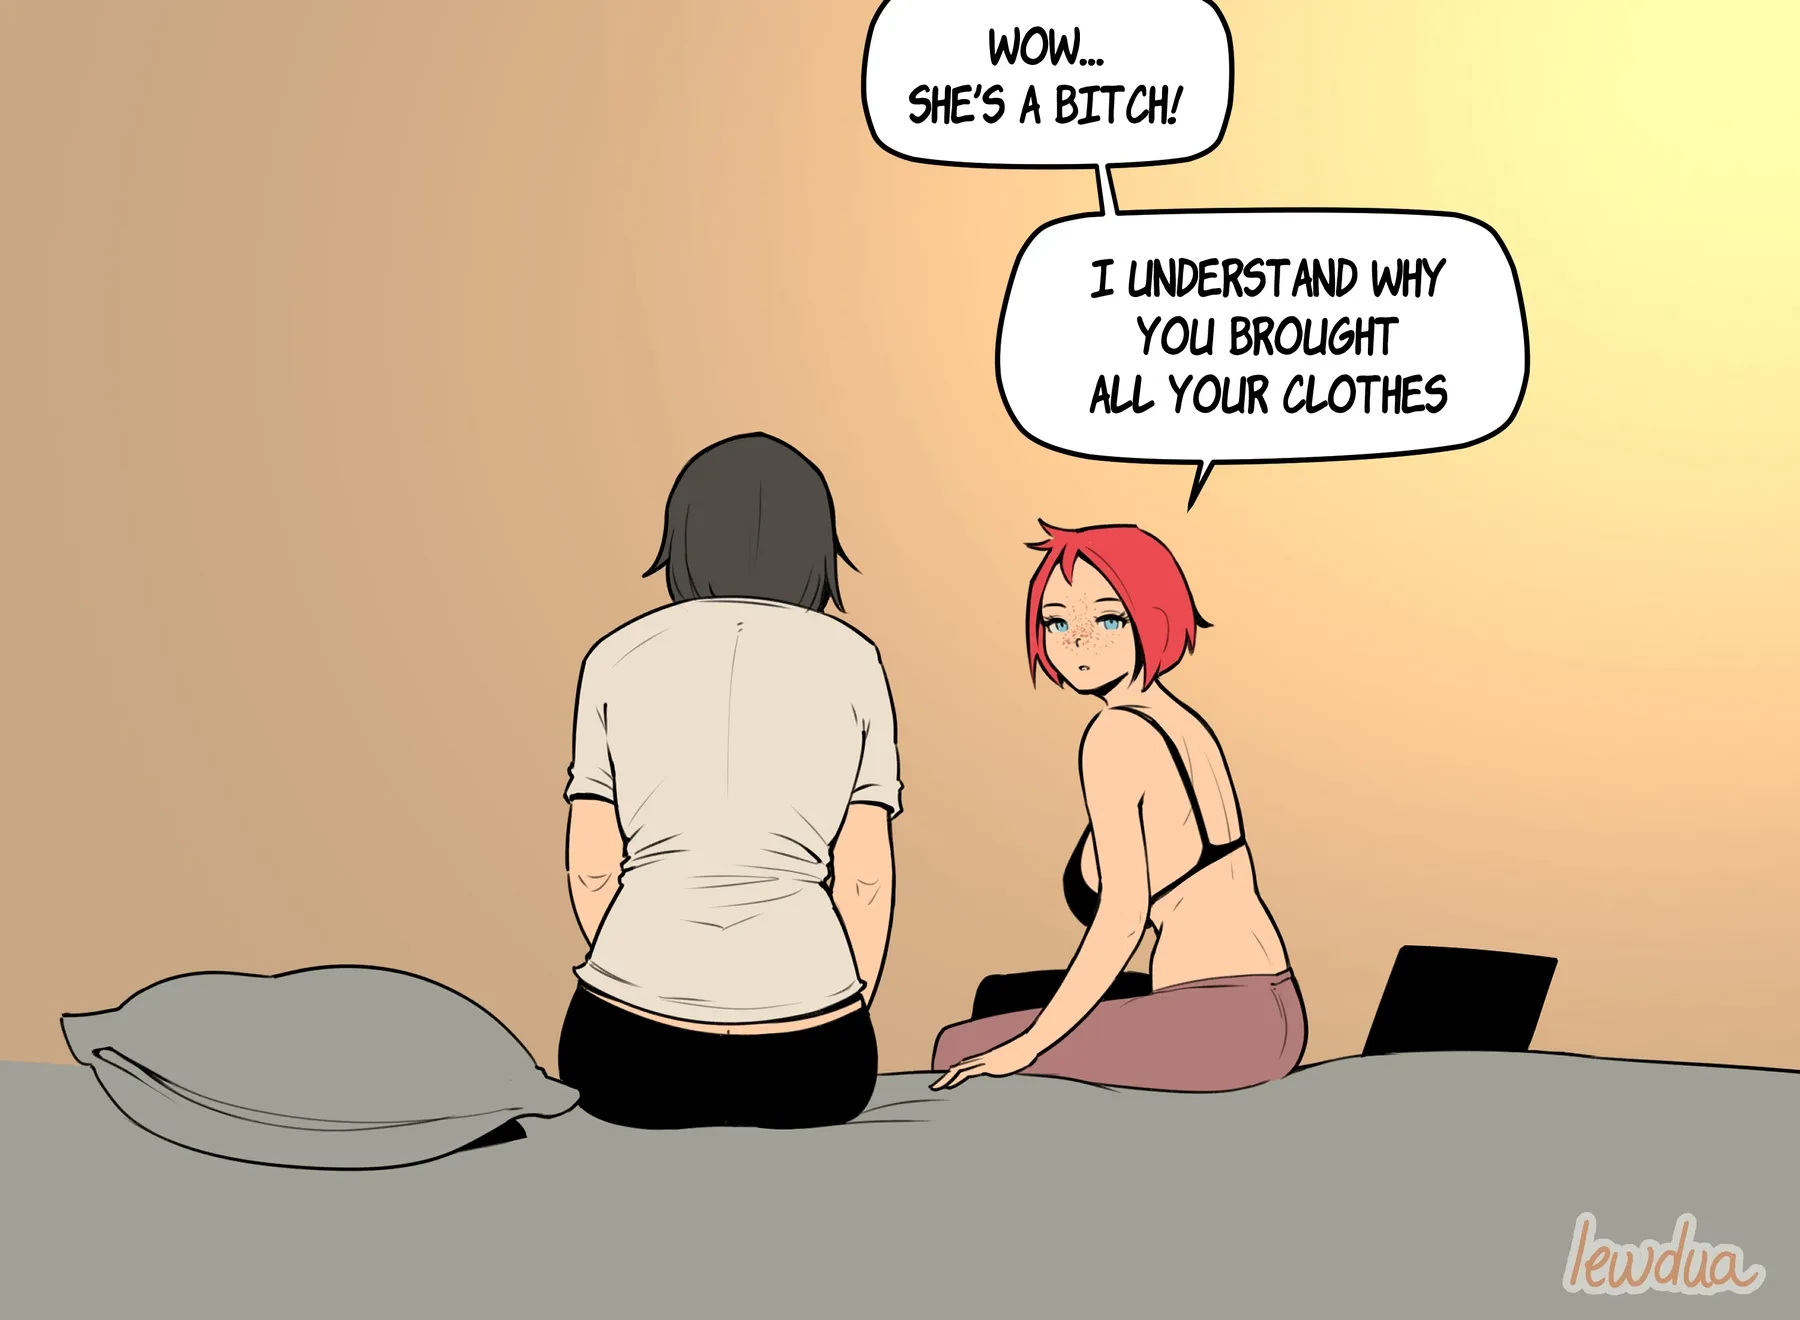 WOW...
SHE'S A BITCH!
I UNDERSTAND WHY
YOU BROUGHT
ALL YOUR CLOTHES
lewdua